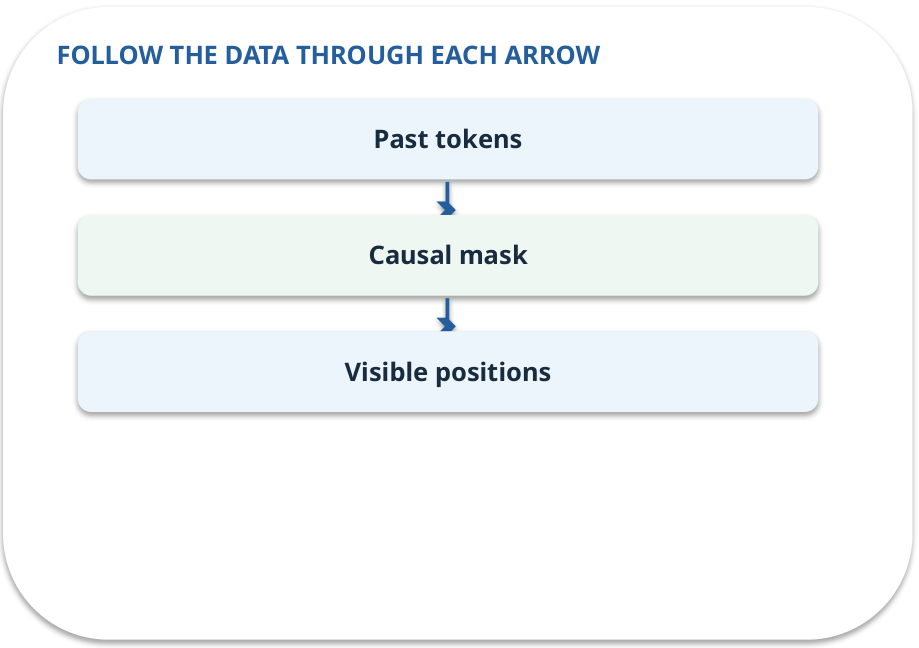 FOLLOW THE DATA THROUGH EACH ARROW
Past tokens
Causal mask
Visible positions